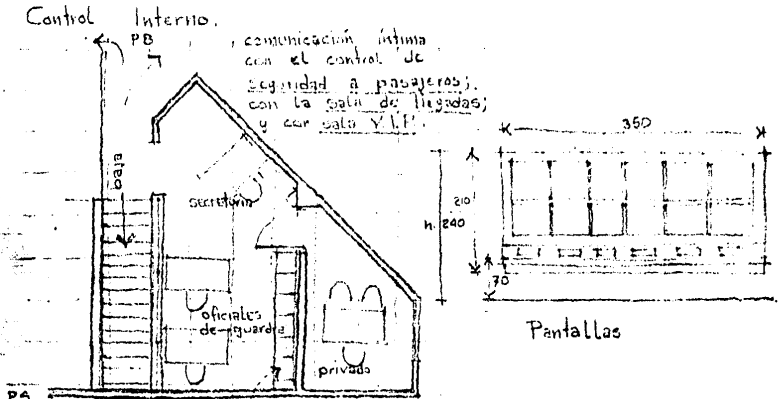 Control Interno.
PB
comunicación íntima
con el control de
seguridad a pasajeros;
con la sala de llegadas;
y con sala V.I.P.
baja
secretaria
oficiales
de guardia
privado
PA
350
h. 240
210
70
Pantallas